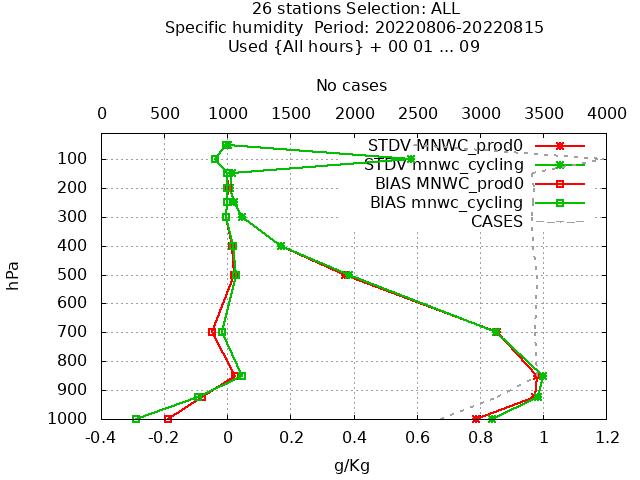 26 stations Selection: ALL
Specific humidity  Period: 20220806-20220815
Used {All hours} + 00 01 ... 09
No cases
0 500 1000 1500 2000 2500 3000 3500 4000
STDV MNWC_prod0
STDV mnwc_cycling
BIAS MNWC_prod0
BIAS mnwc_cycling
CASES
100
200
300
400
500
600
700
800
900
1000
hPa
-0.4 -0.2 0 0.2 0.4 0.6 0.8 1 1.2
g/Kg